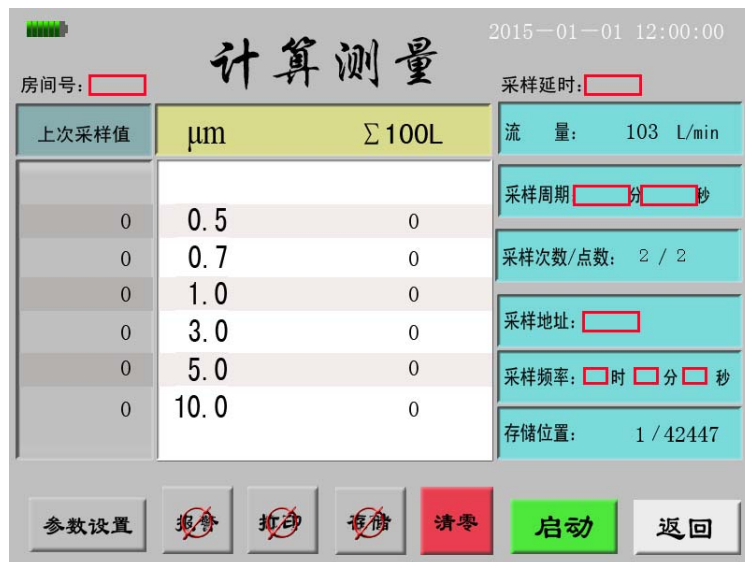 2015-01-01 12:00:00
计算测量
房间号:
采样延时:
上次采样值 μm ∑100L
流 量: 103 L/min
采样周期: 分 秒
0 0.5 0
0 0.7 0
采样次数/点数: 2 / 2
0 1.0 0
0 3.0 0
采样地址:
0 5.0 0
采样频率: 时 分 秒
0 10.0 0
存储位置: 1/42447
参数设置 报警 打印 存储 清零 启动 返回